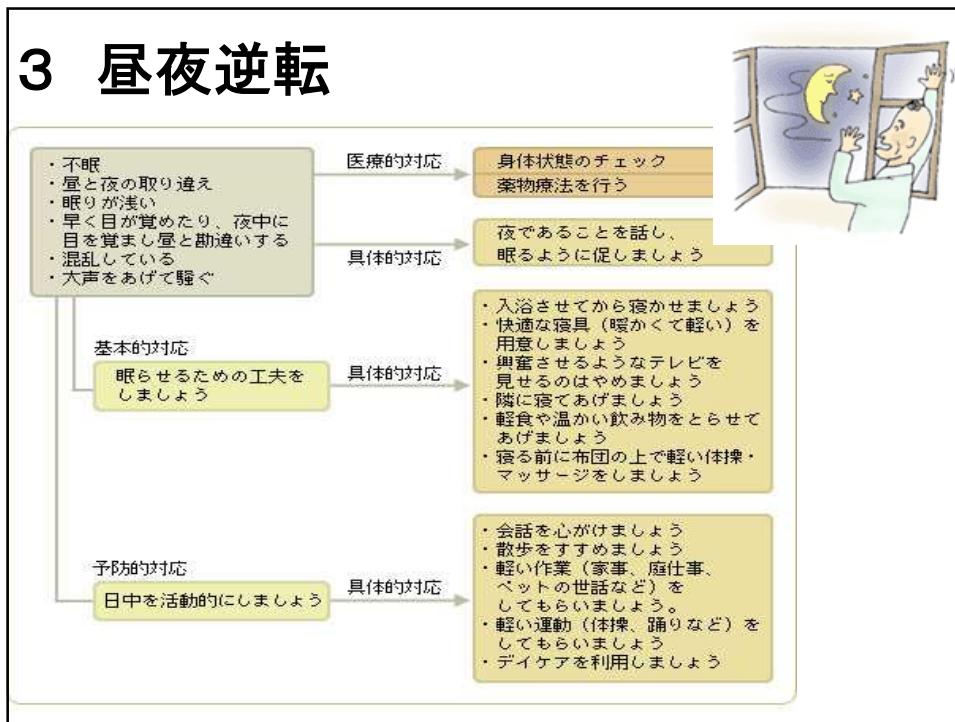 ３ 昼夜逆転
・不眠
・昼と夜の取り違え
・眠りが浅い
・早く目が覚めたり、夜中に
目を覚まし昼と勘違いする
・混乱している
・大声をあげて騒ぐ
医療的対応
身体状態のチェック
薬物療法を行う
具体的対応
夜であることを話し、
眠るように促しましょう
基本的対応
眠らせるための工夫を
しましょう
具体的対応
・入浴させてから寝かせましょう
・快適な寝具（暖かくて軽い）を
用意しましょう
・興奮させるようなテレビを
見せるのはやめましょう
・隣に寝てあげましょう
・軽食や温かい飲み物をとらせて
あげましょう
・寝る前に布団の上で軽い体操・
マッサージをしましょう
予防的対応
日中を活動的にしましょう
具体的対応
・会話を心がけましょう
・散歩をすすめましょう
・軽い作業（家事、庭仕事、
ペットの世話など）を
してもらいましょう。
・軽い運動（体操、踊りなど）を
してもらいましょう
・デイケアを利用しましょう